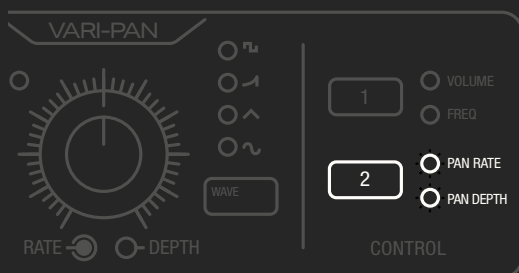 VARI-PAN
WAVE
RATE
DEPTH
1
VOLUME
FREQ
2
PAN RATE
PAN DEPTH
CONTROL